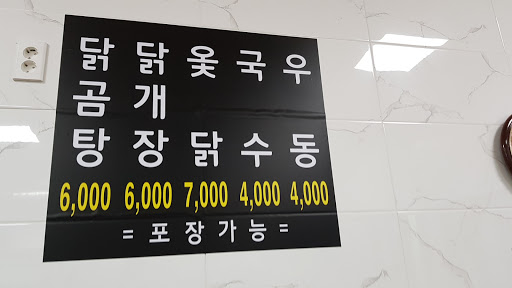 닭곰탕
6,000
닭개장
6,000
옻닭
7,000
국수
4,000
우동
4,000
= 포장가능 =